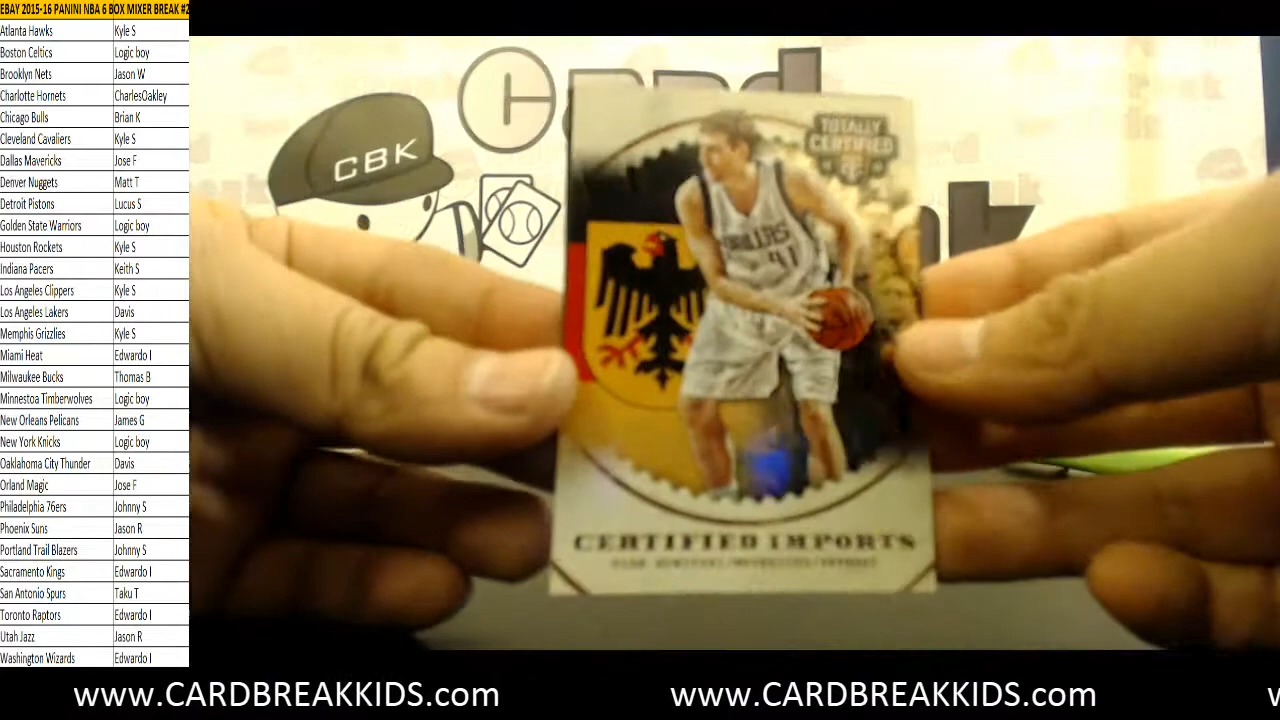 EBAY 2015-16 PANINI NBA 6 BOX MIXER BREAK #2
Atlanta Hawks Kyle S
Boston Celtics Logic boy
Brooklyn Nets Jason W
Charlotte Hornets CharlesOakley
Chicago Bulls Brian K
Cleveland Cavaliers Kyle S
Dallas Mavericks Jose F
Denver Nuggets Matt T
Detroit Pistons Lucus S
Golden State Warriors Logic boy
Houston Rockets Kyle S
Indiana Pacers Keith S
Los Angeles Clippers Kyle S
Los Angeles Lakers Davis
Memphis Grizzlies Kyle S
Miami Heat Edwardo I
Milwaukee Bucks Thomas B
Minnestoa Timberwolves Logic boy
New Orleans Pelicans James G
New York Knicks Logic boy
Oaklahoma City Thunder Davis
Orland Magic Jose F
Philadelphia 76ers Johnny S
Phoenix Suns Jason R
Portland Trail Blazers Johnny S
Sacramento Kings Edwardo I
San Antonio Spurs Taku T
Toronto Raptors Edwardo I
Utah Jazz Jason R
Washington Wizards Edwardo I
CBK
TOTALLY
CERTIFIED
DALLAS
41
CERTIFIED IMPORTS
www.CARDBREAKKIDS.com www.CARDBREAKKIDS.com w